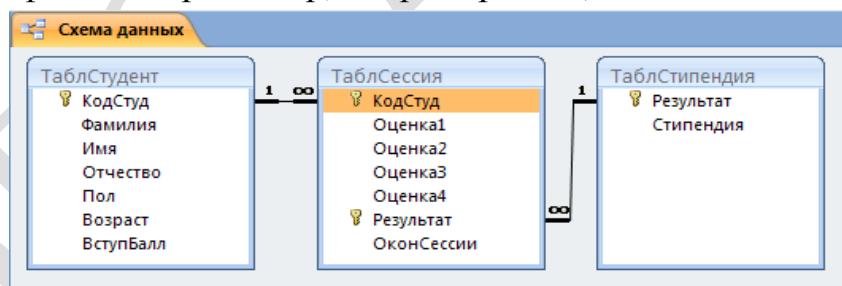 Схема данных
ТаблСтудент
КодСтуд
Фамилия
Имя
Отчество
Пол
Возраст
ВступБалл
1 ∞
ТаблСессия
КодСтуд
Оценка1
Оценка2
Оценка3
Оценка4
Результат
ОконСессии
1
∞
ТаблСтипендия
Результат
Стипендия